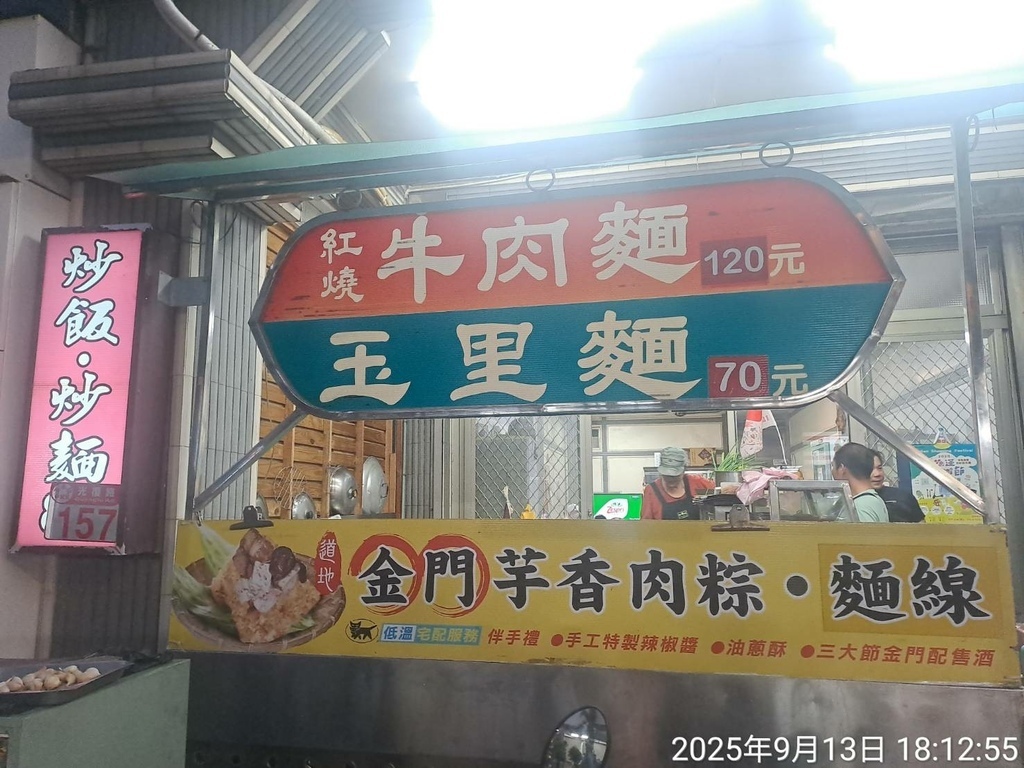 炒飯・炒麵
157
紅燒 牛肉麵 120元
玉里麵 70元
道地
金門芋香肉粽・麵線
低溫宅配服務 伴手禮 ●手工特製辣椒醬 ●油蔥酥 ●三大節金門配售酒
2025年9月13日 18:12:55